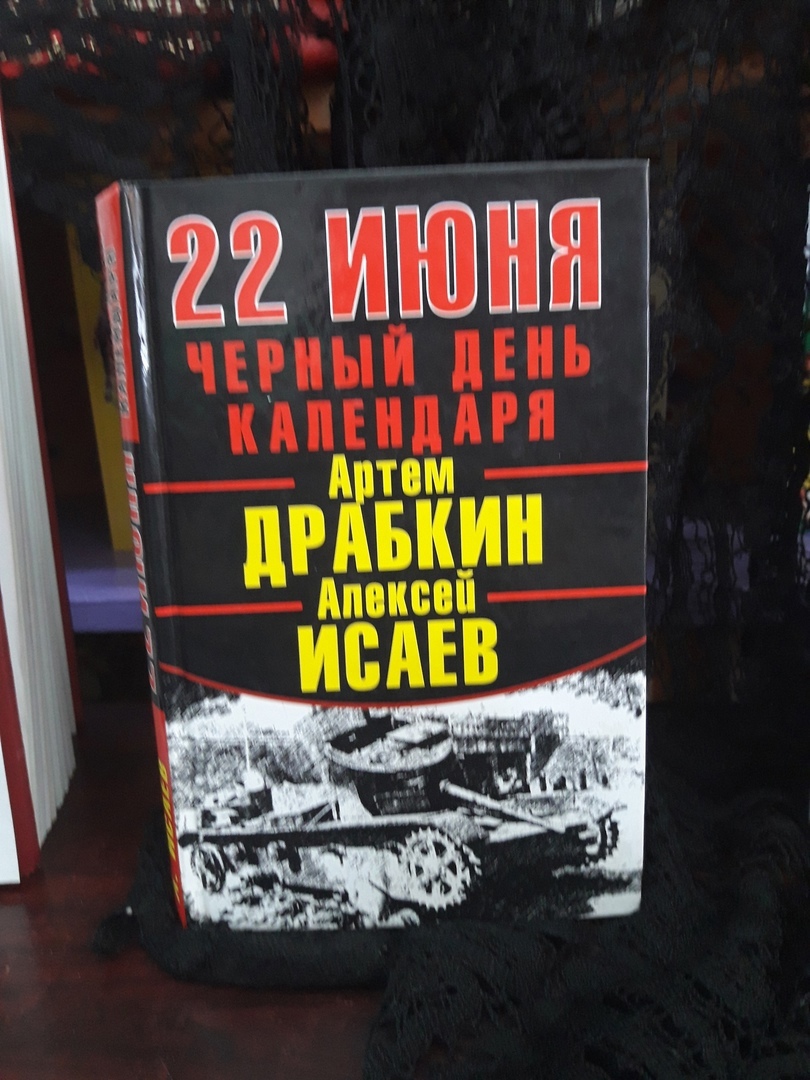 22 ИЮНЯ
ЧЕРНЫЙ ДЕНЬ
КАЛЕНДАРЯ
Артем
ДРАБКИН
Алексей
ИСАЕВ